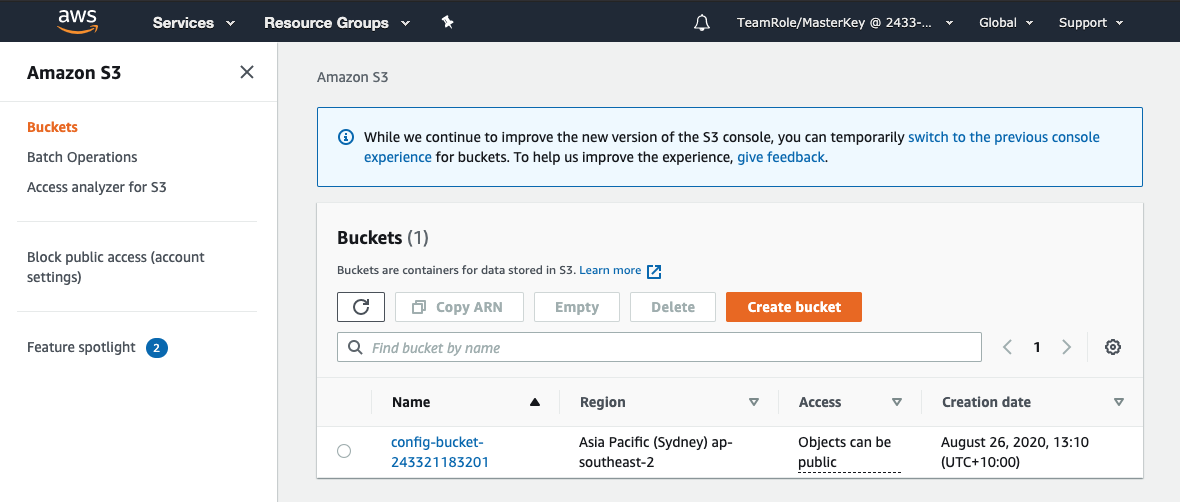 aws
Services
Resource Groups
TeamRole/MasterKey @ 2433-...
Global
Support
Amazon S3
Buckets
Batch Operations
Access analyzer for S3
Block public access (account
settings)
Feature spotlight 2
Amazon S3
While we continue to improve the new version of the S3 console, you can temporarily switch to the previous console
experience for buckets. To help us improve the experience, give feedback.
Buckets (1)
Buckets are containers for data stored in S3. Learn more
Copy ARN
Empty
Delete
Create bucket
Find bucket by name
1
Name Region Access Creation date
config-bucket- Asia Pacific (Sydney) ap- Objects can be August 26, 2020, 13:10
243321183201 southeast-2 public (UTC+10:00)